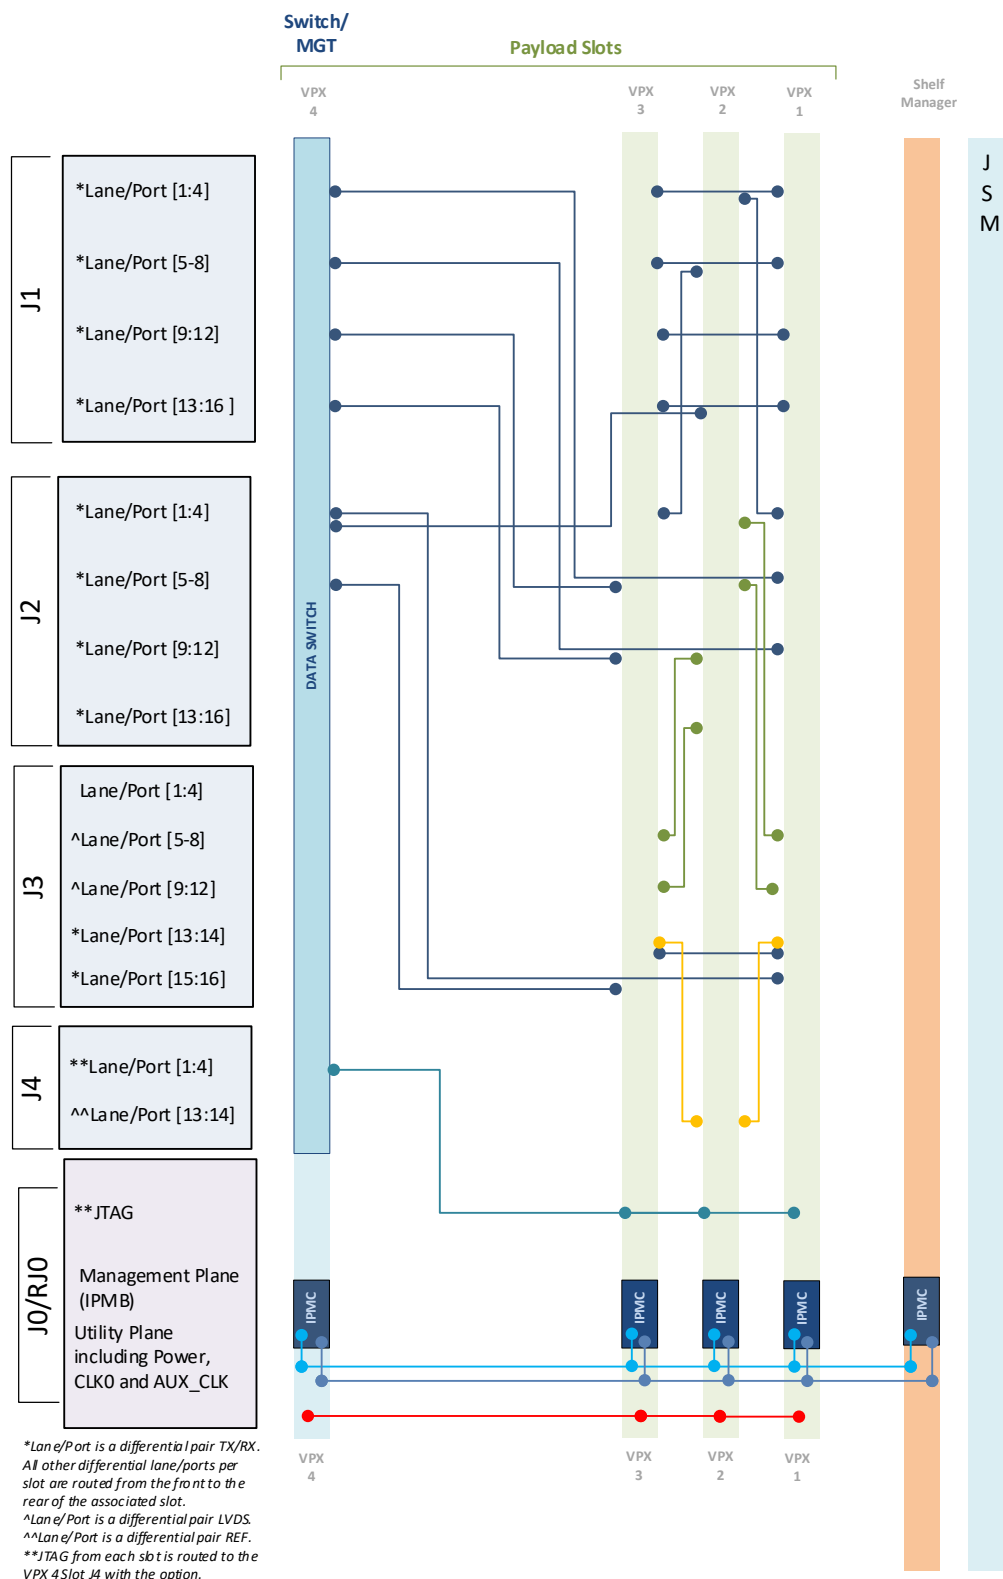 Switch/
MGT
Payload Slots
VPX
4
VPX
3
VPX
2
VPX
1
Shelf
Manager
J
S
M
J1
*Lane/Port [1:4]
*Lane/Port [5-8]
*Lane/Port [9:12]
*Lane/Port [13:16 ]
J2
*Lane/Port [1:4]
*Lane/Port [5-8]
*Lane/Port [9:12]
*Lane/Port [13:16]
DATA SWITCH
J3
Lane/Port [1:4]
^Lane/Port [5-8]
^Lane/Port [9:12]
*Lane/Port [13:14]
*Lane/Port [15:16]
J4
**Lane/Port [1:4]
^^Lane/Port [13:14]
J0/RJ0
**JTAG
Management Plane
(IPMB)
Utility Plane
including Power,
CLK0 and AUX_CLK
IPMC
IPMC
IPMC
IPMC
IPMC
VPX
4
VPX
3
VPX
2
VPX
1
*Lane/Port is a differential pair TX/RX.
All other differential lane/ports per
slot are routed from the front to the
rear of the associated slot.
^Lane/Port is a differential pair LVDS.
^^Lane/Port is a differential pair REF.
**JTAG from each slot is routed to the
VPX 4 Slot J4 with the option.